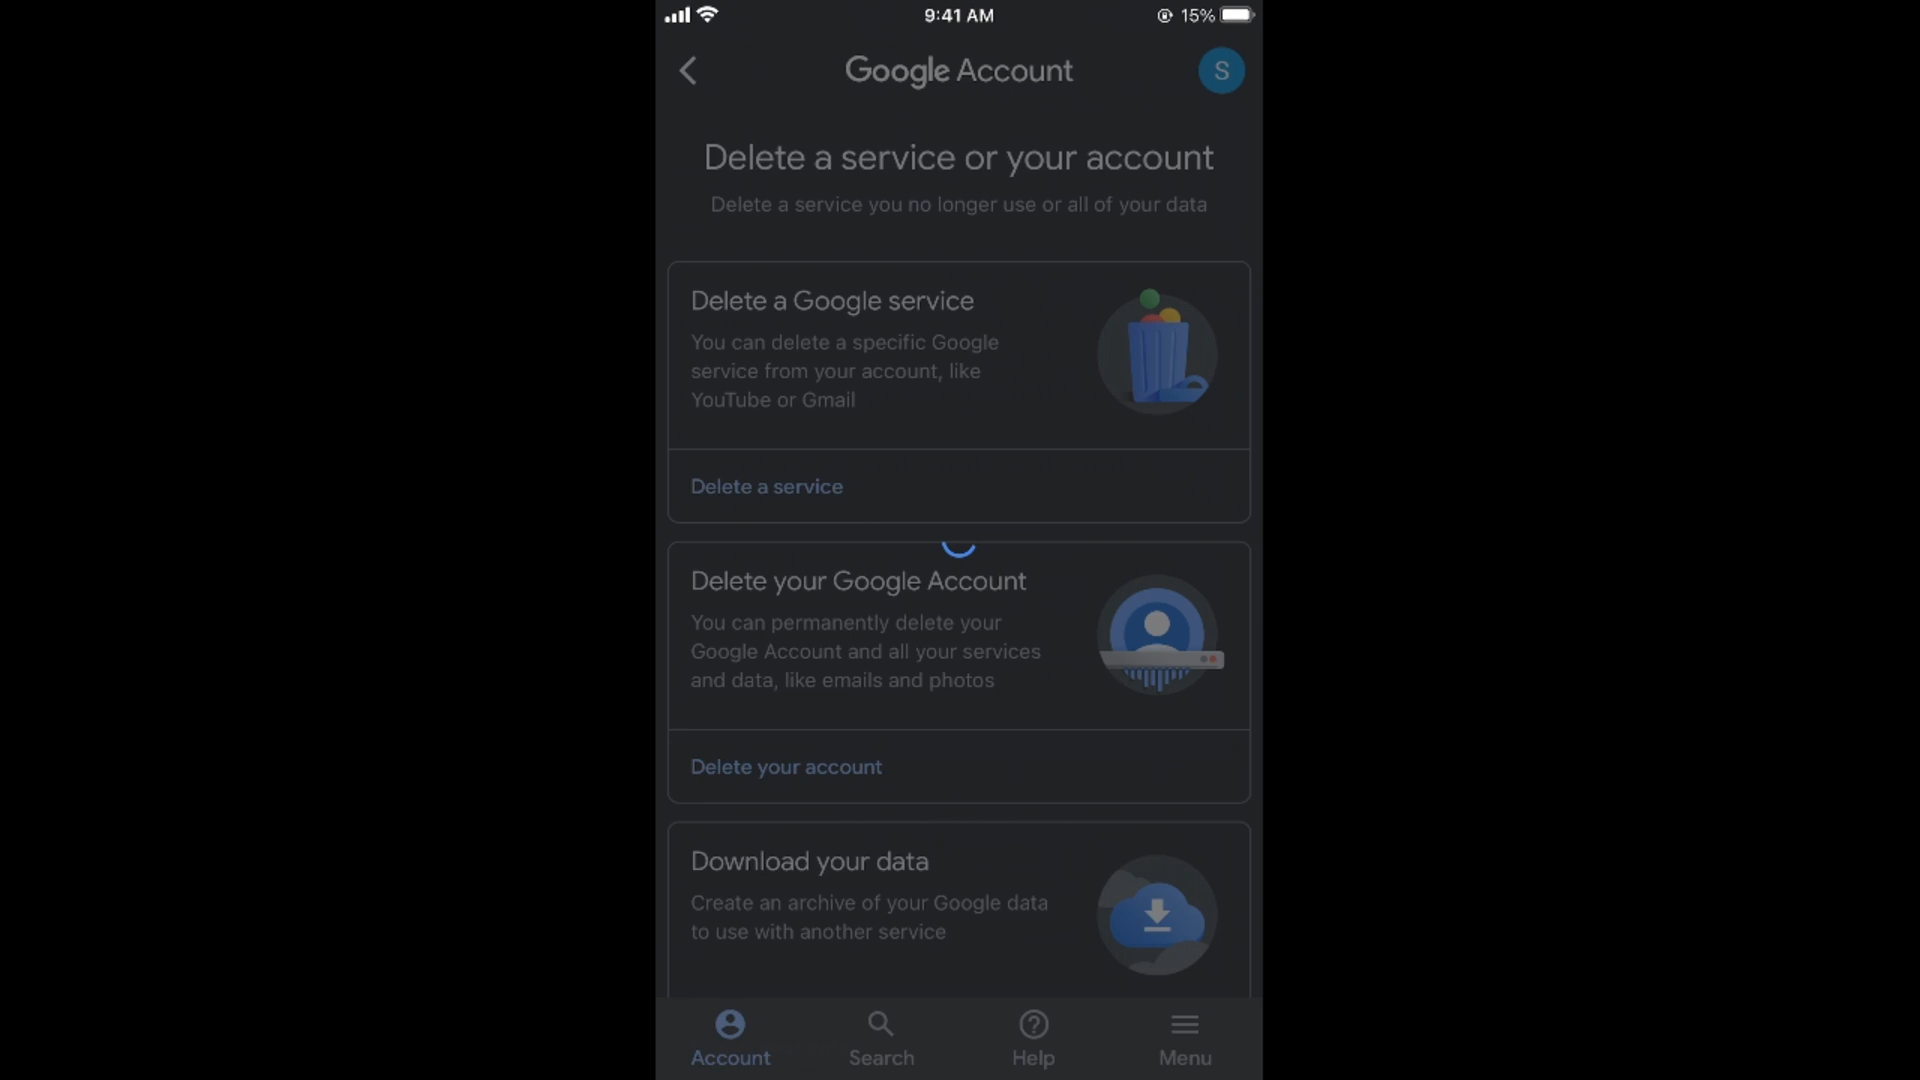 9:41 AM
15%
Google Account
S
Delete a service or your account
Delete a service you no longer use or all of your data
Delete a Google service
You can delete a specific Google
service from your account, like
YouTube or Gmail
Delete a service
Delete your Google Account
You can permanently delete your
Google Account and all your services
and data, like emails and photos
Delete your account
Download your data
Create an archive of your Google data
to use with another service
Account
Search
Help
Menu